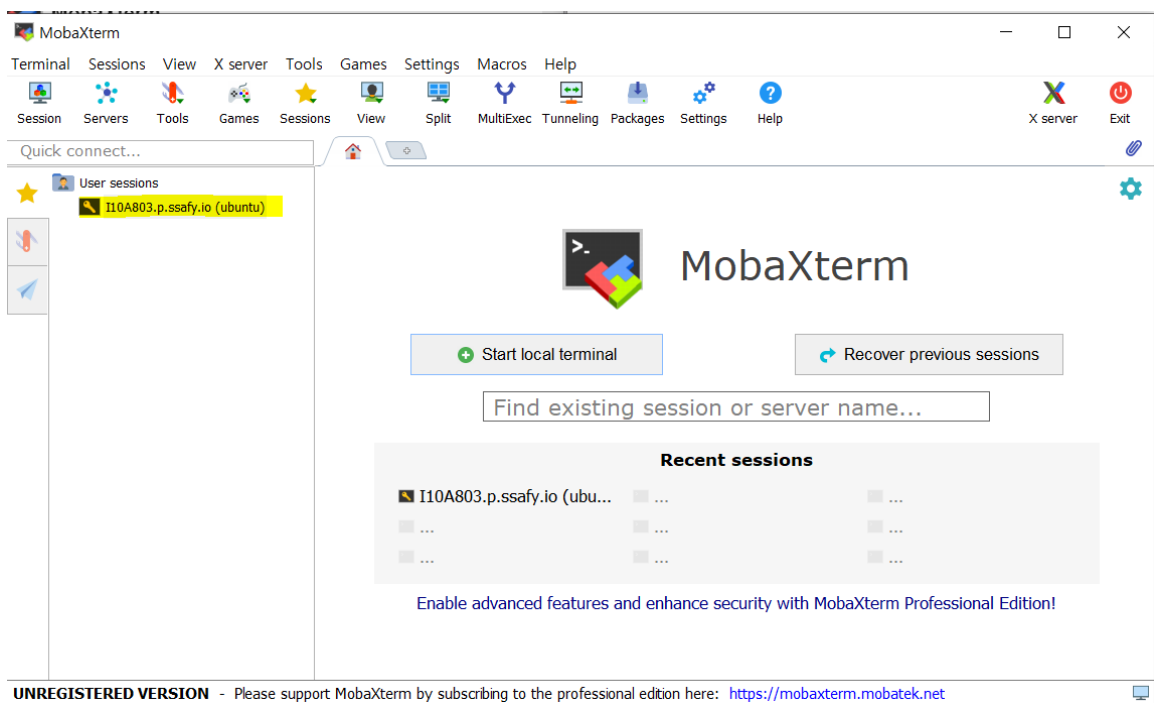 MobaXterm
Terminal Sessions View X server Tools Games Settings Macros Help
Session Servers Tools Games Sessions View Split MultiExec Tunneling Packages Settings Help X server Exit
Quick connect...
User sessions
I10A803.p.ssafy.io (ubuntu)
>_
MobaXterm
Start local terminal
Recover previous sessions
Find existing session or server name...
Recent sessions
I10A803.p.ssafy.io (ubu... ... ...
... ... ...
... ... ...
Enable advanced features and enhance security with MobaXterm Professional Edition!
UNREGISTERED VERSION - Please support MobaXterm by subscribing to the professional edition here: https://mobaxterm.mobatek.net